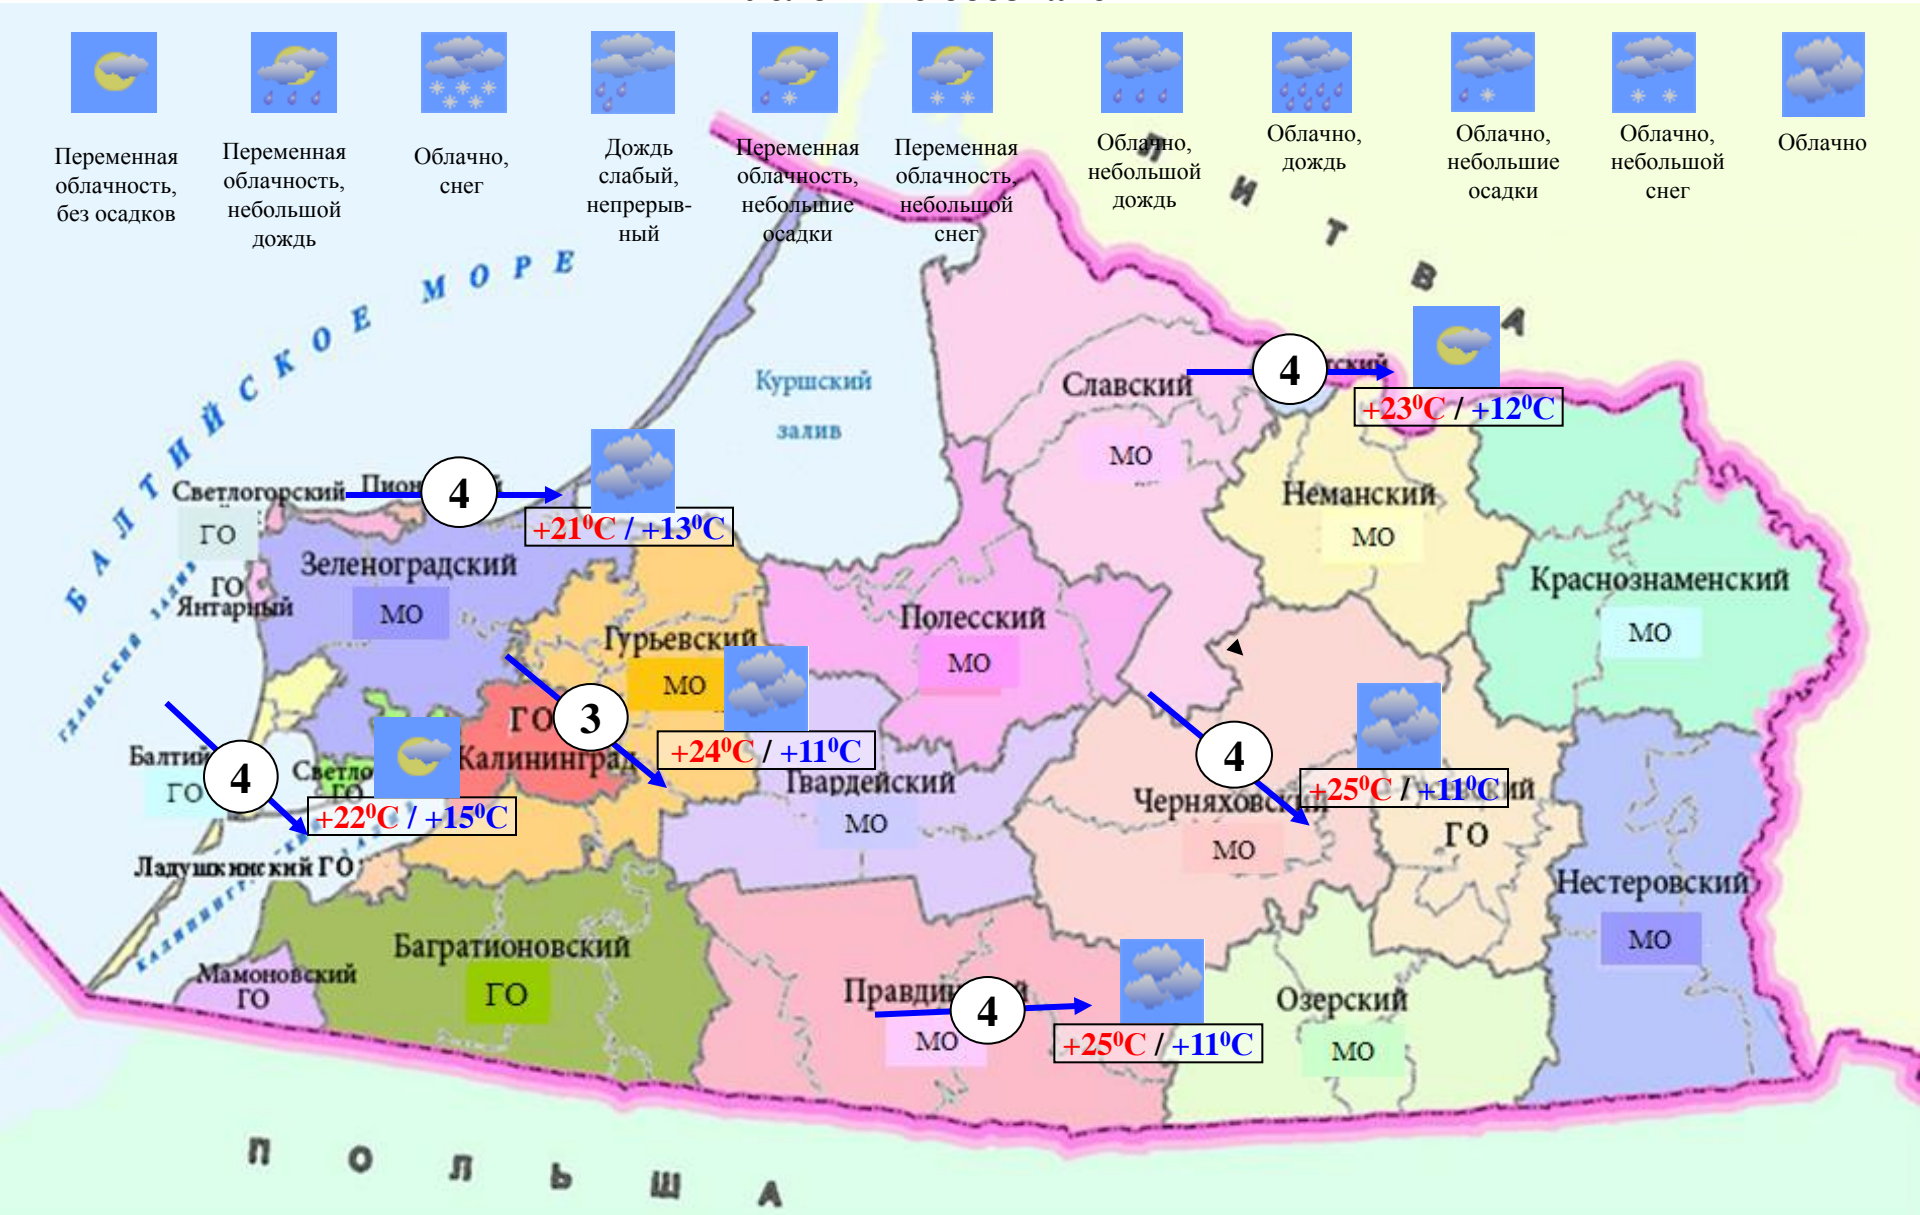 Переменная
облачность,
без осадков
Переменная
облачность,
небольшой
дождь
Облачно,
снег
Дождь
слабый,
непрерыв-
ный
Переменная
облачность,
небольшие
осадки
Переменная
облачность,
небольшой
снег
Облачно,
небольшой
дождь
Облачно,
дождь
Облачно,
небольшие
осадки
Облачно,
небольшой
снег
Облачно
ЛИТВА
БАЛТИЙСКОЕ МОРЕ
Куршский
залив
Славский
МО
4
+23⁰C / +12⁰C
Светлогорский
ГО
4
+21⁰C / +13⁰C
Зеленоградский
МО
ГО
Янтарный
Неманский
МО
Краснознаменский
МО
Полесский
МО
Гурьевский
МО
ГО
Калининград
3
+24⁰C / +11⁰C
4
ГО
ГО
+22⁰C / +15⁰C
Гвардейский
МО
4
+25⁰C / +11⁰C
МО
ГО
Ладушкинский ГО
Нестеровский
МО
Багратионовский
ГО
Мамоновский
ГО
4
МО
+25⁰C / +11⁰C
Озерский
МО
ПОЛЬША